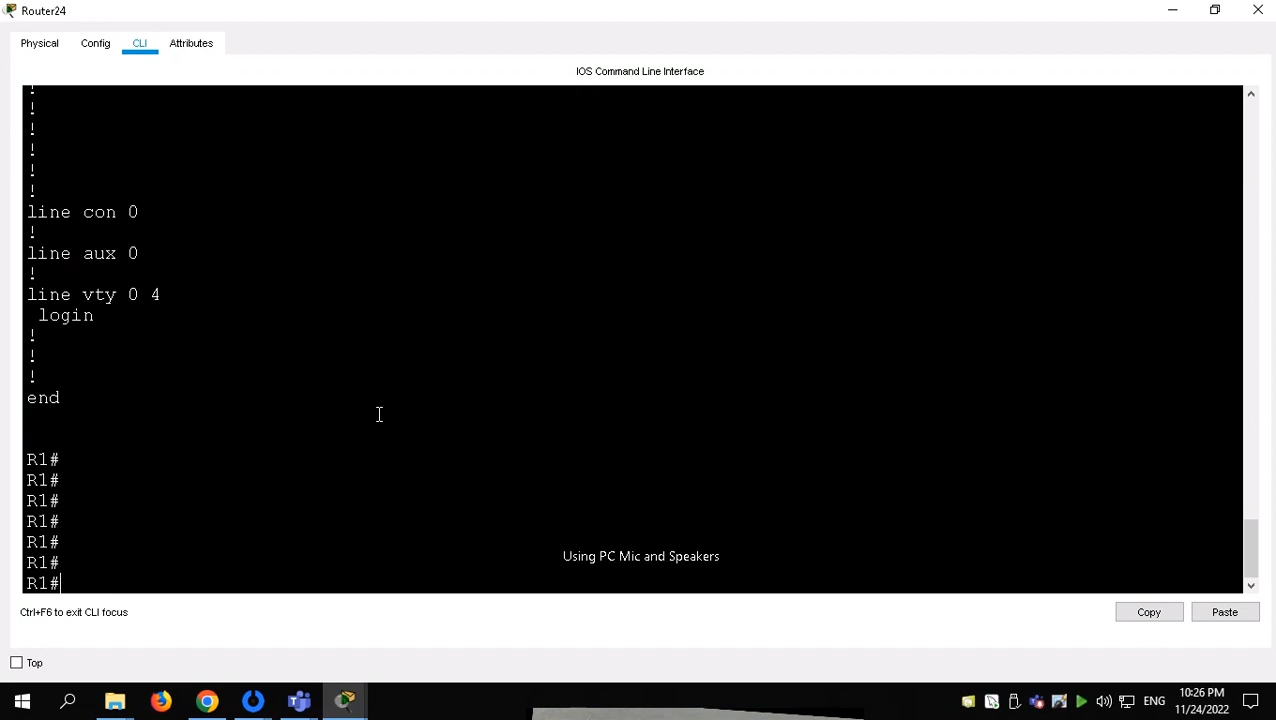 Router24
Physical Config CLI Attributes
IOS Command Line Interface
!
!
!
!
!
!
line con 0
!
line aux 0
!
line vty 0 4
login
!
!
!
end
R1#
R1#
R1#
R1#
R1#
R1#
R1#
Using PC Mic and Speakers
Ctrl+F6 to exit CLI focus
Copy Paste
Top
ENG
10:26 PM
11/24/2022